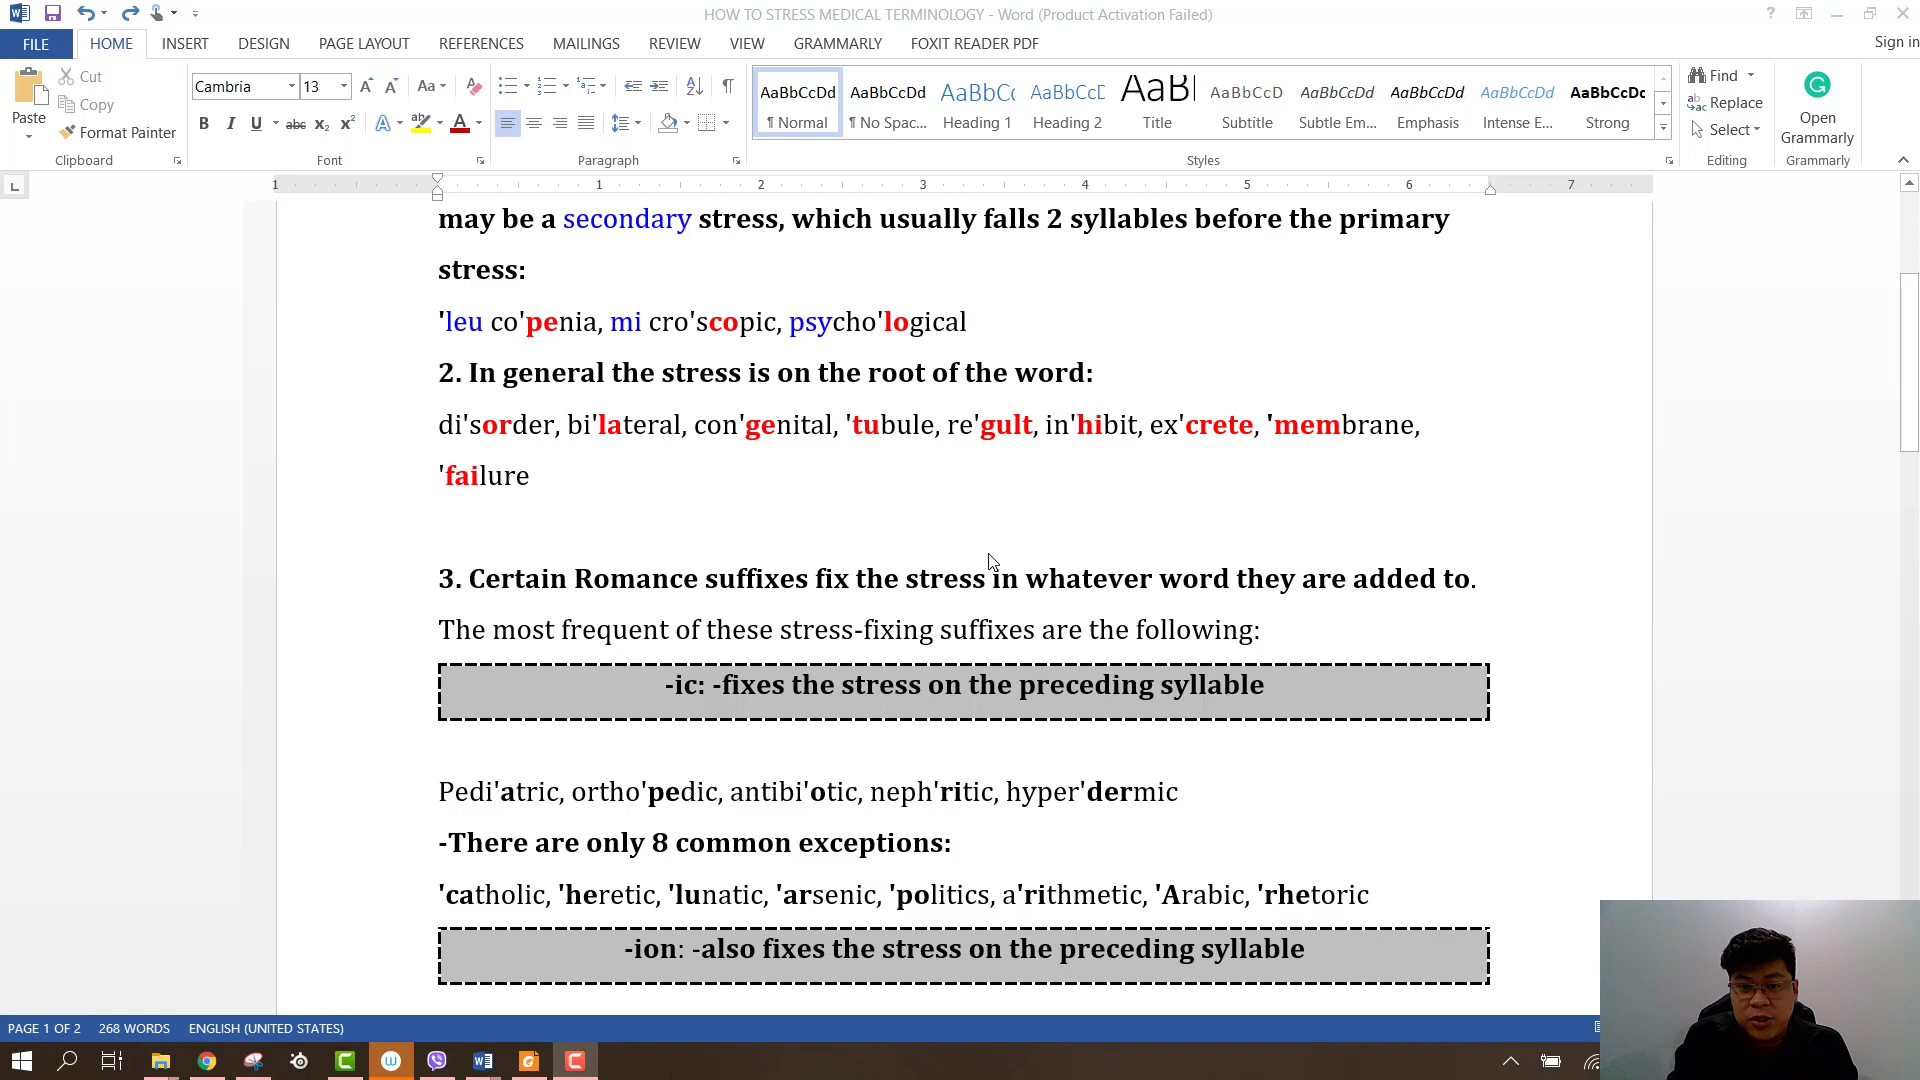 HOW TO STRESS MEDICAL TERMINOLOGY - Word (Product Activation Failed)
FILE HOME INSERT DESIGN PAGE LAYOUT REFERENCES MAILINGS REVIEW VIEW GRAMMARLY FOXIT READER PDF Sign in
Paste
Cut
Copy
Format Painter
Clipboard
Cambria 13
Font
Paragraph
AaBbCcDd AaBbCcDd AaBbCc AaBbCcD AaBl AaBbCcD AaBbCcDd AaBbCcDd AaBbCcDd AaBbCcDc
¶ Normal ¶ No Spac... Heading 1 Heading 2 Title Subtitle Subtle Em... Emphasis Intense E... Strong
Styles
Find
Replace
Select
Editing
Open Grammarly
Grammarly
1 1 2 3 4 5 6 7
may be a secondary stress, which usually falls 2 syllables before the primary
stress:
'leu co'penia, mi cro'scopic, psycho'logical
2. In general the stress is on the root of the word:
di'sorder, bi'lateral, con'genital, 'tubule, re'gult, in'hibit, ex'crete, 'membrane,
'failure
3. Certain Romance suffixes fix the stress in whatever word they are added to.
The most frequent of these stress-fixing suffixes are the following:
-ic: -fixes the stress on the preceding syllable
Pedi'atric, ortho'pedic, antibi'otic, neph'ritic, hyper'dermic
-There are only 8 common exceptions:
'catholic, 'heretic, 'lunatic, 'arsenic, 'politics, a'rithmetic, 'Arabic, 'rhetoric
-ion: -also fixes the stress on the preceding syllable
PAGE 1 OF 2 268 WORDS ENGLISH (UNITED STATES)